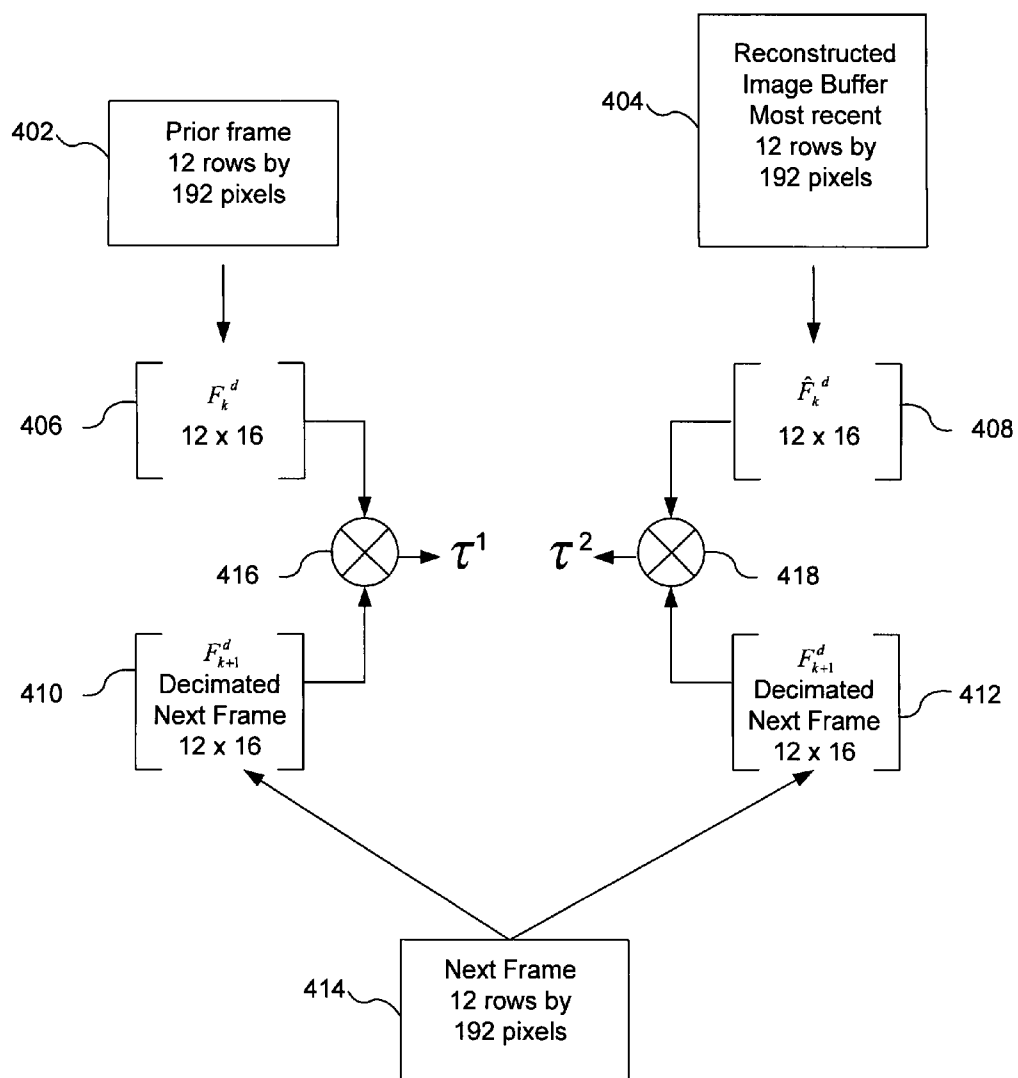 402
Prior frame
12 rows by
192 pixels
404
Reconstructed
Image Buffer
Most recent
12 rows by
192 pixels
406
F_k^d
12 x 16
F̂_k^d
12 x 16
408
416
τ^1
τ^2
418
410
F_{k+1}^d
Decimated
Next Frame
12 x 16
F_{k+1}^d
Decimated
Next Frame
12 x 16
412
414
Next Frame
12 rows by
192 pixels